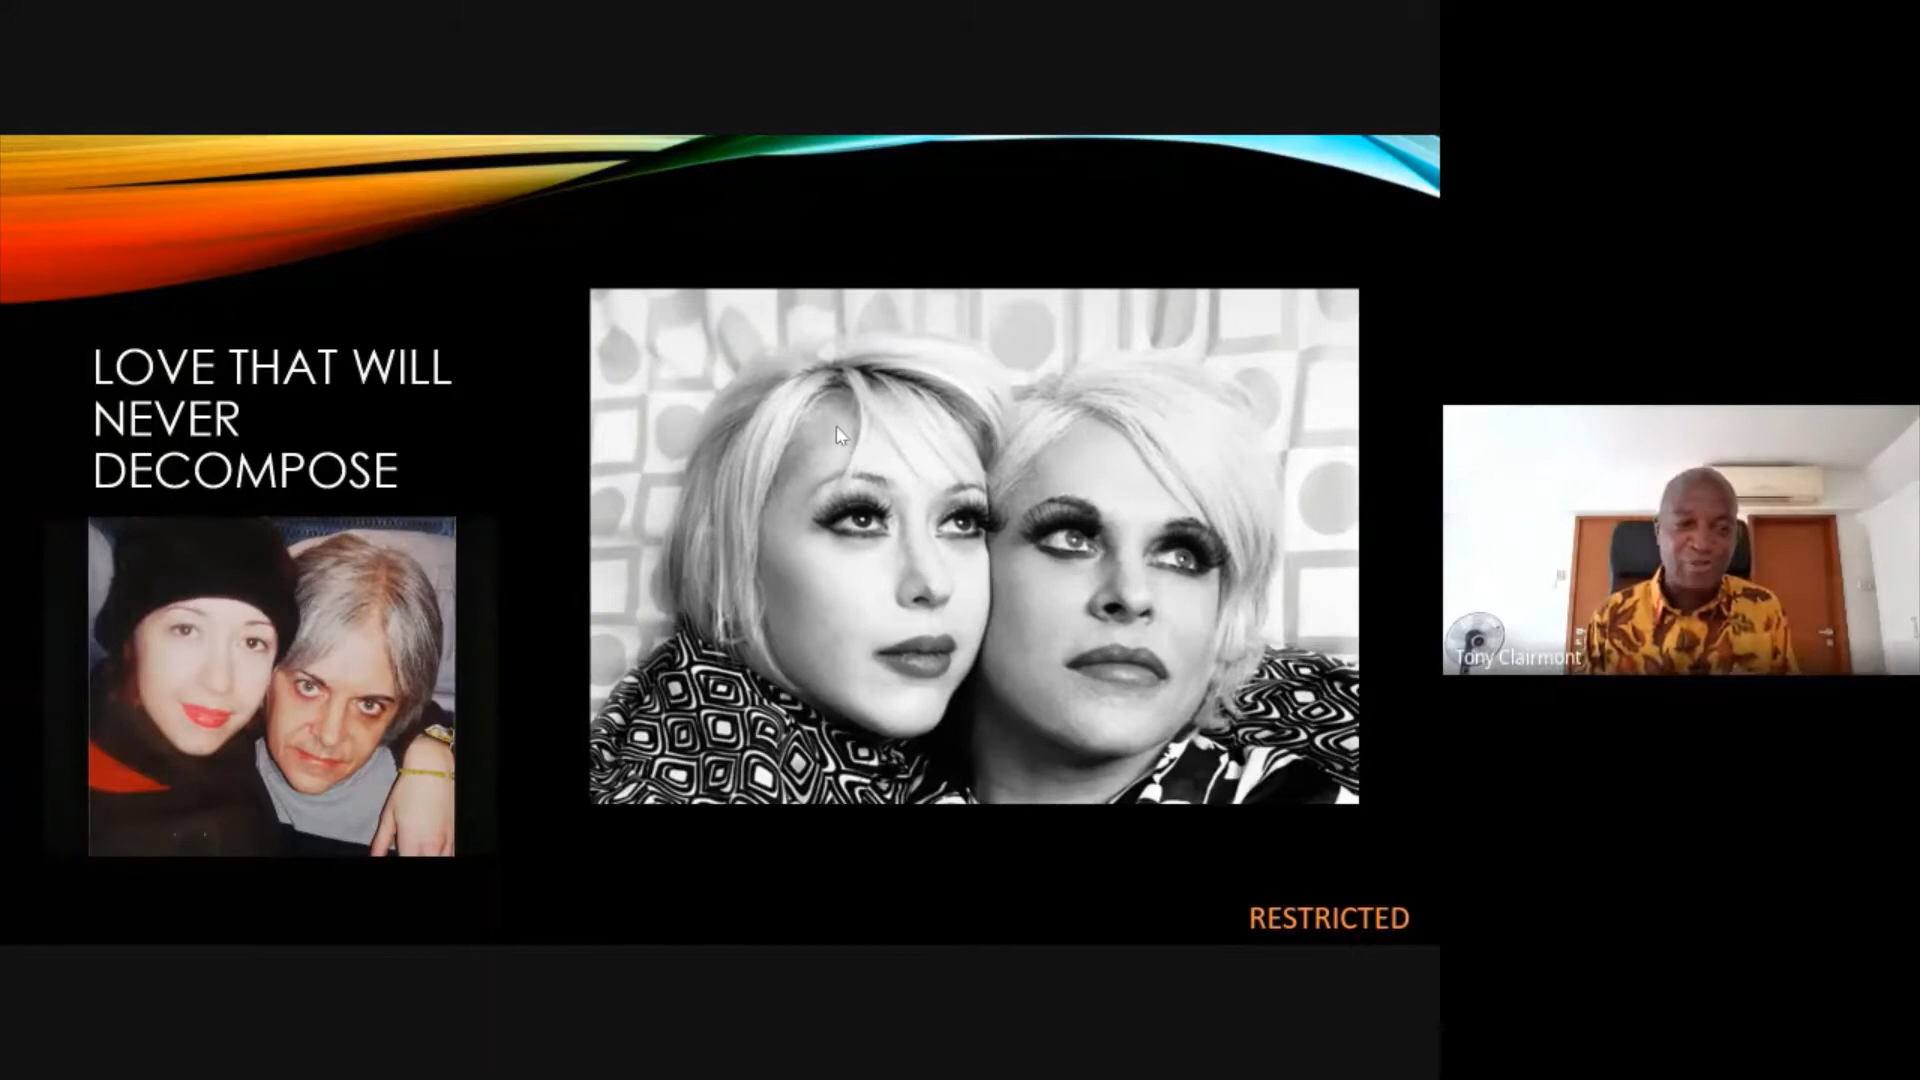 LOVE THAT WILL
NEVER
DECOMPOSE
Tony Clairmont
RESTRICTED